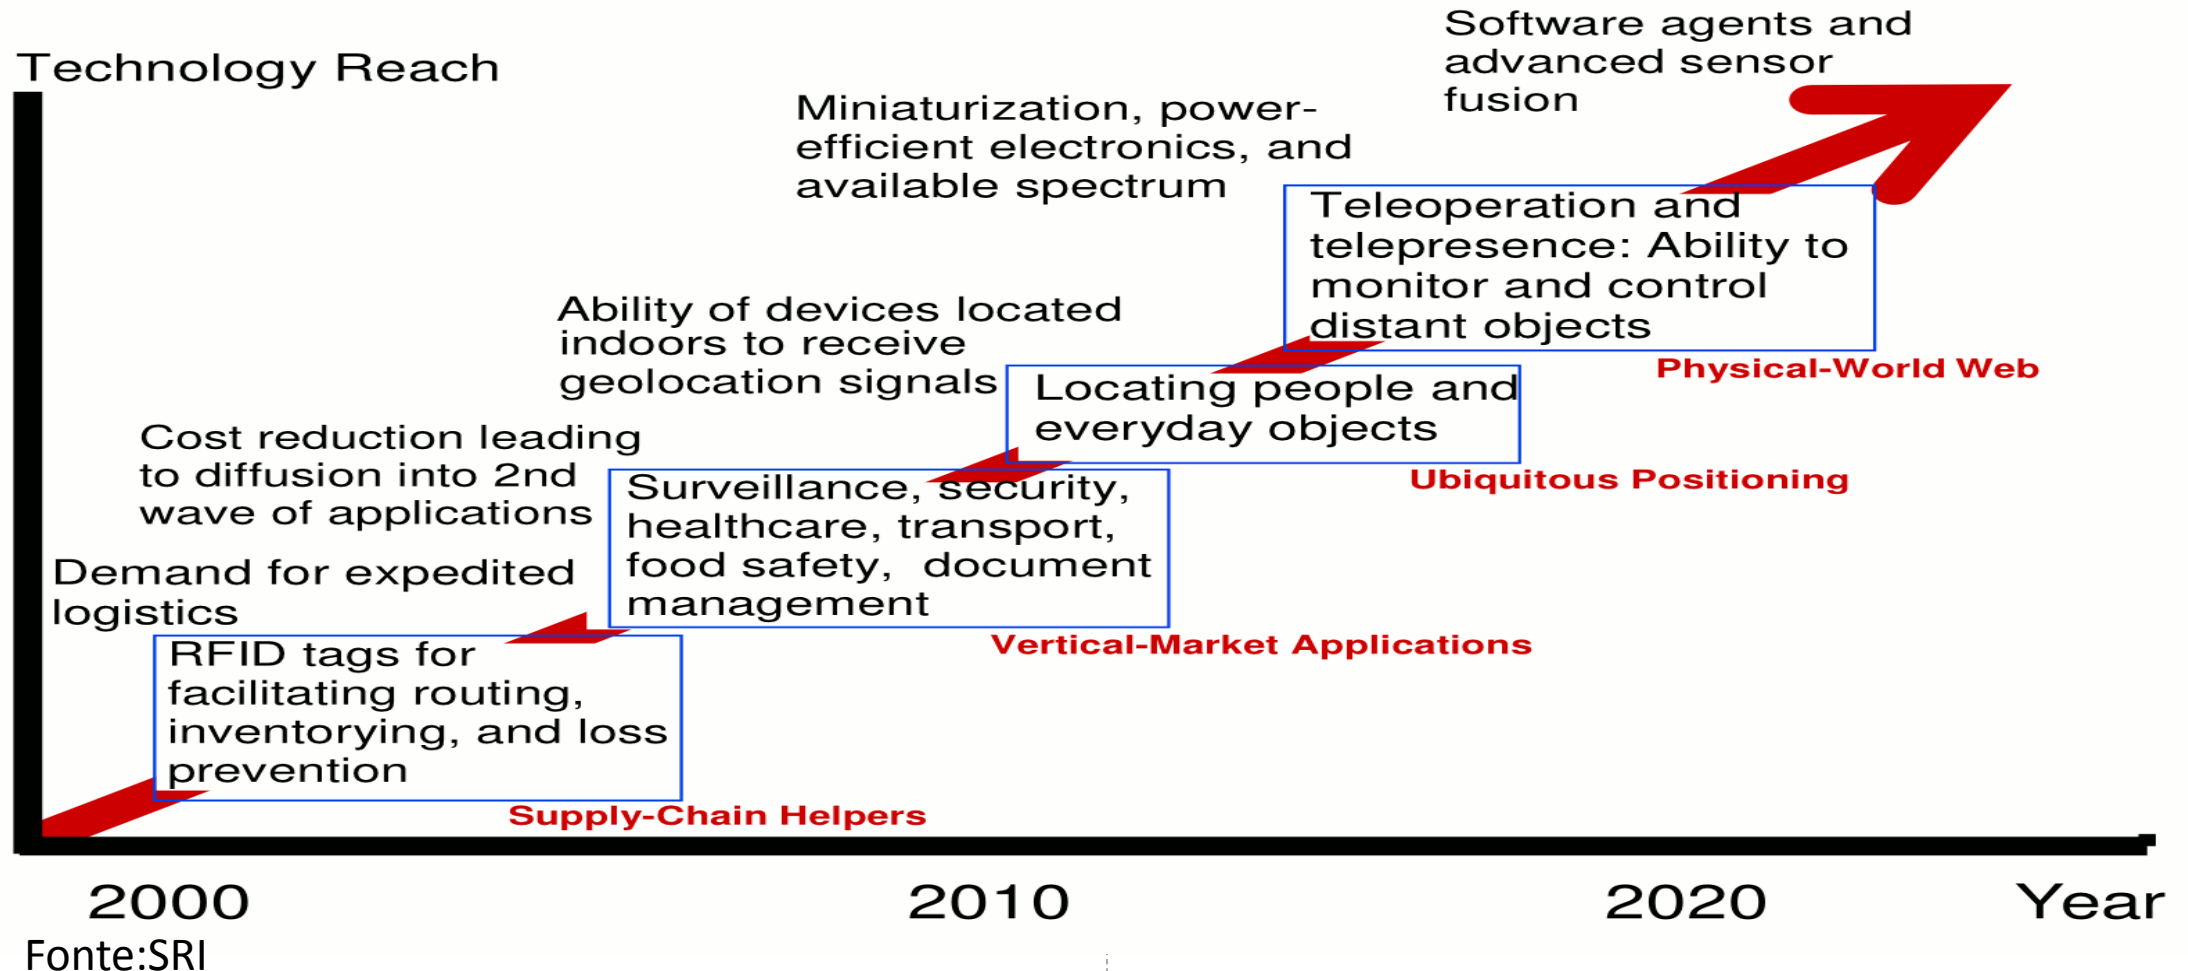 Technology Reach
Software agents and
advanced sensor
fusion
Miniaturization, power-
efficient electronics, and
available spectrum
Teleoperation and
telepresence: Ability to
monitor and control
distant objects
Physical-World Web
Ability of devices located
indoors to receive
geolocation signals
Locating people and
everyday objects
Ubiquitous Positioning
Cost reduction leading
to diffusion into 2nd
wave of applications
Surveillance, security,
healthcare, transport,
food safety, document
management
Vertical-Market Applications
Demand for expedited
logistics
RFID tags for
facilitating routing,
inventorying, and loss
prevention
Supply-Chain Helpers
2000 2010 2020 Year
Fonte:SRI